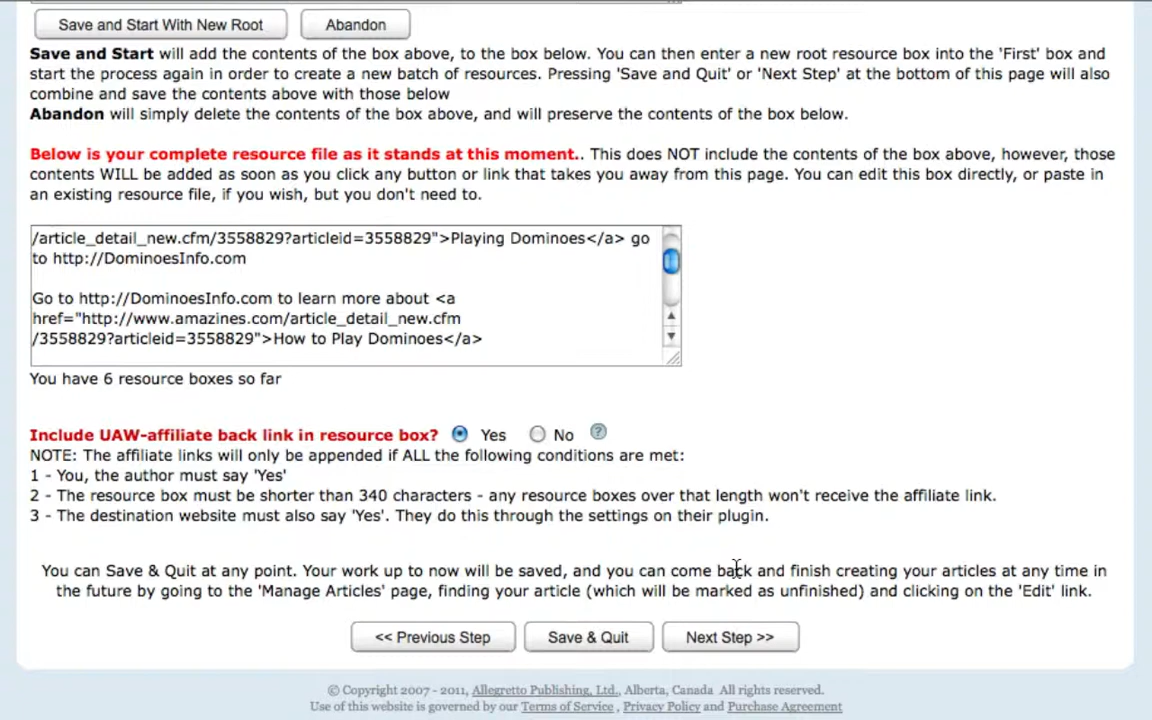 Save and Start With New Root
Abandon
Save and Start will add the contents of the box above, to the box below. You can then enter a new root resource box into the 'First' box and
start the process again in order to create a new batch of resources. Pressing 'Save and Quit' or 'Next Step' at the bottom of this page will also
combine and save the contents above with those below
Abandon will simply delete the contents of the box above, and will preserve the contents of the box below.
Below is your complete resource file as it stands at this moment.. This does NOT include the contents of the box above, however, those
contents WILL be added as soon as you click any button or link that takes you away from this page. You can edit this box directly, or paste in
an existing resource file, if you wish, but you don't need to.
/article_detail_new.cfm/3558829?articleid=3558829">Playing Dominoes</a> go
to http://DominoesInfo.com
Go to http://DominoesInfo.com to learn more about <a
href="http://www.amazines.com/article_detail_new.cfm
/3558829?articleid=3558829">How to Play Dominoes</a>
You have 6 resource boxes so far
Include UAW-affiliate back link in resource box? Yes No ?
NOTE: The affiliate links will only be appended if ALL the following conditions are met:
1 - You, the author must say 'Yes'
2 - The resource box must be shorter than 340 characters - any resource boxes over that length won't receive the affiliate link.
3 - The destination website must also say 'Yes'. They do this through the settings on their plugin.
You can Save & Quit at any point. Your work up to now will be saved, and you can come back and finish creating your articles at any time in
the future by going to the 'Manage Articles' page, finding your article (which will be marked as unfinished) and clicking on the 'Edit' link.
<< Previous Step
Save & Quit
Next Step >>
© Copyright 2007 - 2011, Allegretto Publishing, Ltd., Alberta, Canada All rights reserved.
Use of this website is governed by our Terms of Service , Privacy Policy and Purchase Agreement